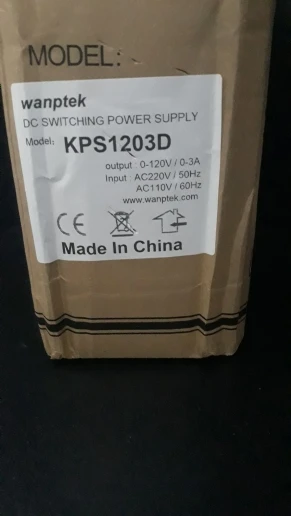 MODEL:
wanptek
DC SWITCHING POWER SUPPLY
Model: KPS1203D
output : 0-120V / 0-3A
Input : AC220V / 50Hz
AC110V / 60Hz
www.wanptek.com
CE
Made In China